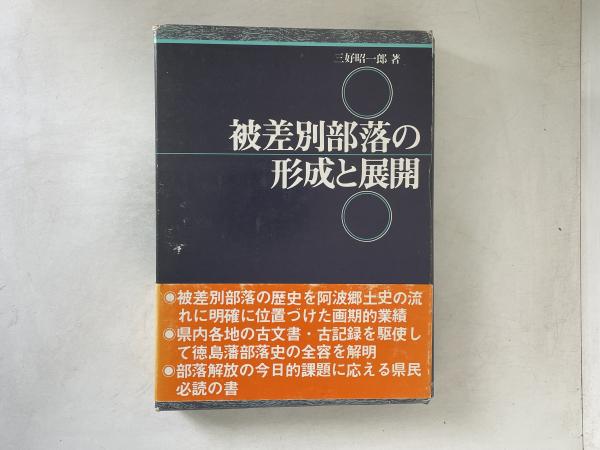 三好昭一郎 著
被差別部落の
形成と展開
◉被差別部落の歴史を阿波郷土史の流
れに明確に位置づけた画期的業績
◉県内各地の古文書・古記録を駆使し
て徳島藩部落史の全容を解明
◉部落解放の今日的課題に応える県民
必読の書